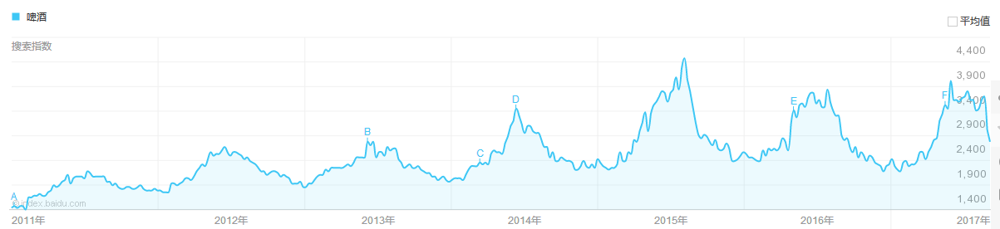 啤酒
平均值
搜索指数
4,400
3,900
3,400
2,900
2,400
1,900
1,400
A
B
C
D
E
F
©index.baidu.com
2011年
2012年
2013年
2014年
2015年
2016年
2017年